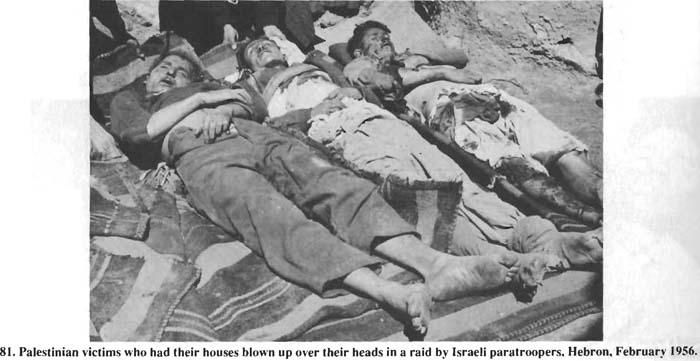 81. Palestinian victims who had their houses blown up over their heads in a raid by Israeli paratroopers, Hebron, February 1956.